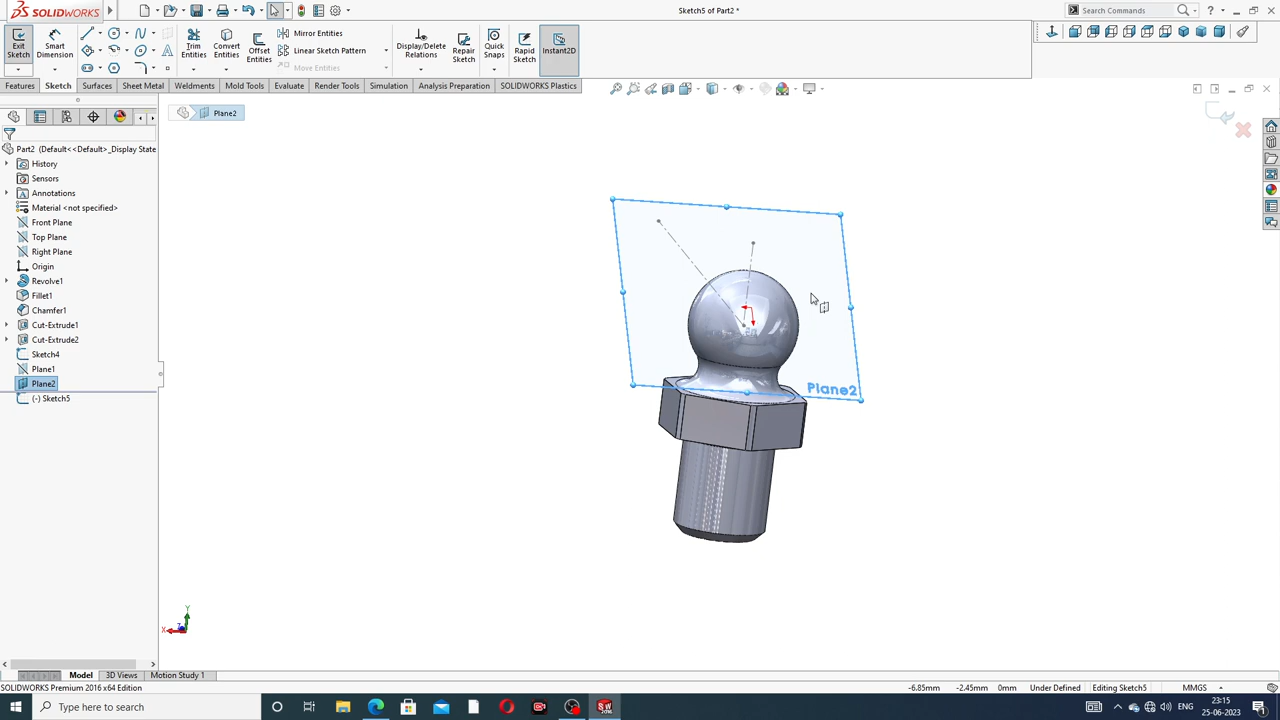 SOLIDWORKS
Sketch5 of Part2 *
Search Commands
Exit Sketch
Smart Dimension
Trim Entities
Convert Entities
Offset Entities
Mirror Entities
Linear Sketch Pattern
Move Entities
Display/Delete Relations
Repair Sketch
Quick Snaps
Rapid Sketch
Instant2D
Features
Sketch
Surfaces
Sheet Metal
Weldments
Mold Tools
Evaluate
Render Tools
Simulation
Analysis Preparation
SOLIDWORKS Plastics
Plane2
Part2 (Default<<Default>_Display State
History
Sensors
Annotations
Material <not specified>
Front Plane
Top Plane
Right Plane
Origin
Revolve1
Fillet1
Chamfer1
Cut-Extrude1
Cut-Extrude2
Sketch4
Plane1
Plane2
(-) Sketch5
Plane2
Y
X
Z
Model
3D Views
Motion Study 1
SOLIDWORKS Premium 2016 x64 Edition
-6.85mm
-2.45mm
0mm
Under Defined
Editing Sketch5
MMGS
Type here to search
ENG
23:15
25-06-2023